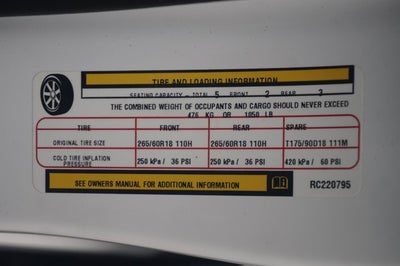 TIRE AND LOADING INFORMATION
SEATING CAPACITY - TOTAL 5 FRONT 2 REAR 3
THE COMBINED WEIGHT OF OCCUPANTS AND CARGO SHOULD NEVER EXCEED
476 KG OR 1050 LB
TIRE FRONT REAR SPARE
ORIGINAL TIRE SIZE 265/60R18 110H 265/60R18 110H T175/90D18 111M
COLD TIRE INFLATION PRESSURE 250 kPa / 36 PSI 250 kPa / 36 PSI 420 kPa / 60 PSI
SEE OWNERS MANUAL FOR ADDITIONAL INFORMATION RC220795